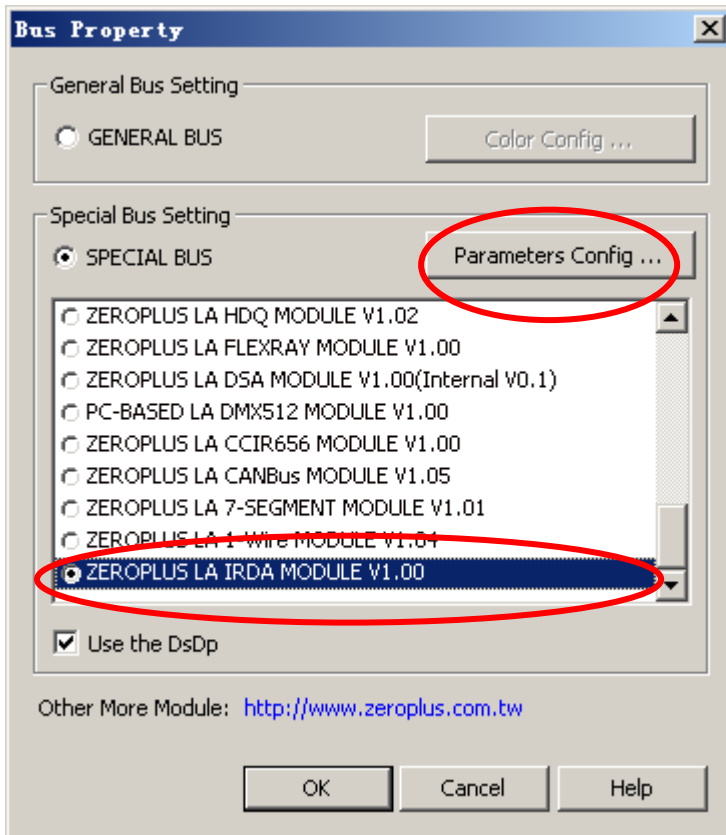 Bus Property
General Bus Setting
GENERAL BUS
Color Config ...
Special Bus Setting
SPECIAL BUS
Parameters Config ...
ZEROPLUS LA HDQ MODULE V1.02
ZEROPLUS LA FLEXRAY MODULE V1.00
ZEROPLUS LA DSA MODULE V1.00(Internal V0.1)
PC-BASED LA DMX512 MODULE V1.00
ZEROPLUS LA CCIR656 MODULE V1.00
ZEROPLUS LA CANBus MODULE V1.05
ZEROPLUS LA 7-SEGMENT MODULE V1.01
ZEROPLUS LA 1-Wire MODULE V1.04
ZEROPLUS LA IRDA MODULE V1.00
Use the DsDp
Other More Module: http://www.zeroplus.com.tw
OK Cancel Help